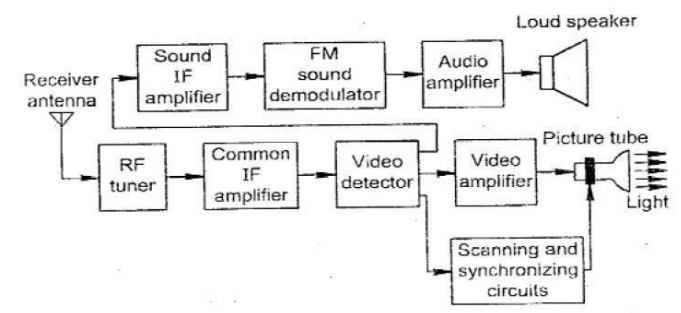 Loud speaker
Sound
IF
amplifier
FM
sound
demodulator
Audio
amplifier
Receiver
antenna
Picture tube
RF
tuner
Common
IF
amplifier
Video
detector
Video
amplifier
Light
Scanning and
synchronizing
circuits